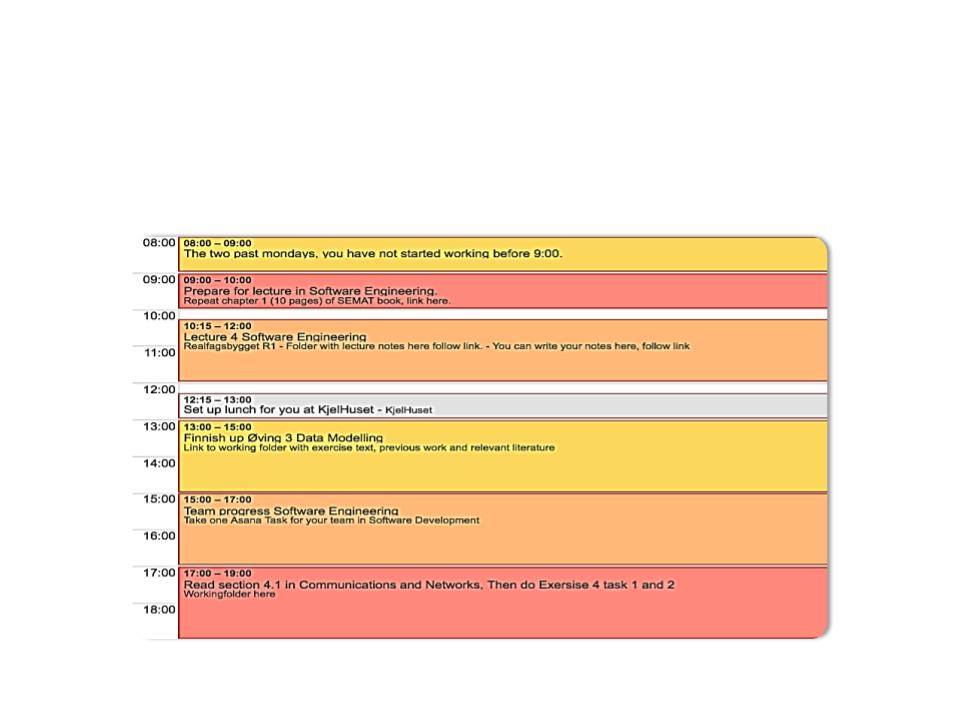 08:00
08:00 – 09:00
The two past mondays, you have not started working before 9:00.
09:00
09:00 – 10:00
Prepare for lecture in Software Engineering.
Repeat chapter 1 (10 pages) of SEMAT book, link here.
10:00
10:15 – 12:00
Lecture 4 Software Engineering
Realfagsbygget R1 - Folder with lecture notes here follow link. - You can write your notes here, follow link
11:00
12:00
12:15 – 13:00
Set up lunch for you at KjelHuset - KjelHuset
13:00
13:00 – 15:00
Finnish up Øving 3 Data Modelling
Link to working folder with exercise text, previous work and relevant literature
14:00
15:00
15:00 – 17:00
Team progress Software Engineering
Take one Asana Task for your team in Software Development
16:00
17:00
17:00 – 19:00
Read section 4.1 in Communications and Networks, Then do Exersise 4 task 1 and 2
Workingfolder here
18:00